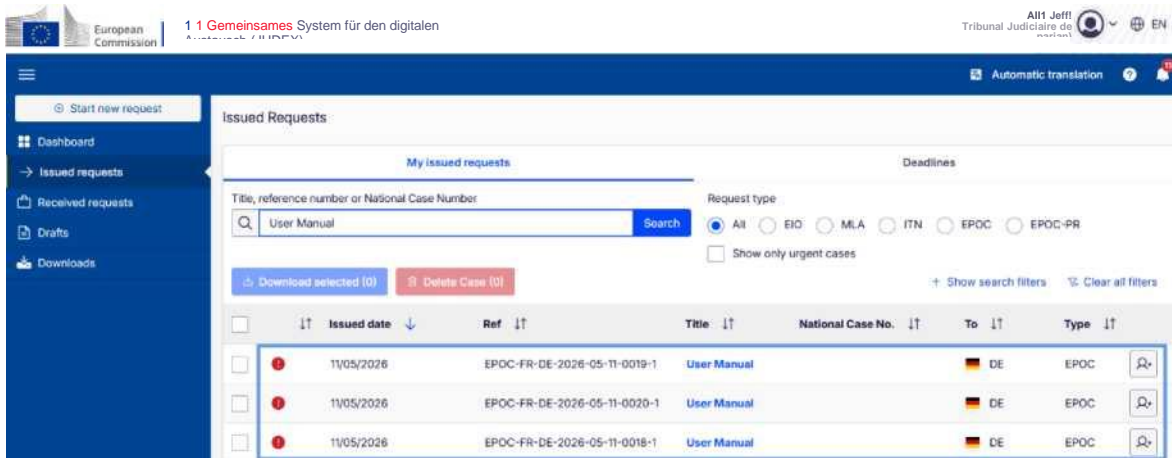 European
Commission
1 1 Gemeinsames System für den digitalen
All1 Jeff!
Tribunal Judiciaire de
EN
Automatic translation
11
Start new request
Dashboard
Issued requests
Received requests
Drafts
Downloads
Issued Requests
My issued requests
Deadlines
Title, reference number or National Case Number
User Manual
Search
Request type
All EIO MLA ITN EPOC EPOC-PR
Show only urgent cases
Download selected (0)
Delete Case (0)
+ Show search filters
Clear all filters
Issued date Ref Title National Case No. To Type
11/05/2026 EPOC-FR-DE-2026-05-11-0019-1 User Manual DE EPOC
11/05/2026 EPOC-FR-DE-2026-05-11-0020-1 User Manual DE EPOC
11/05/2026 EPOC-FR-DE-2026-05-11-0018-1 User Manual DE EPOC